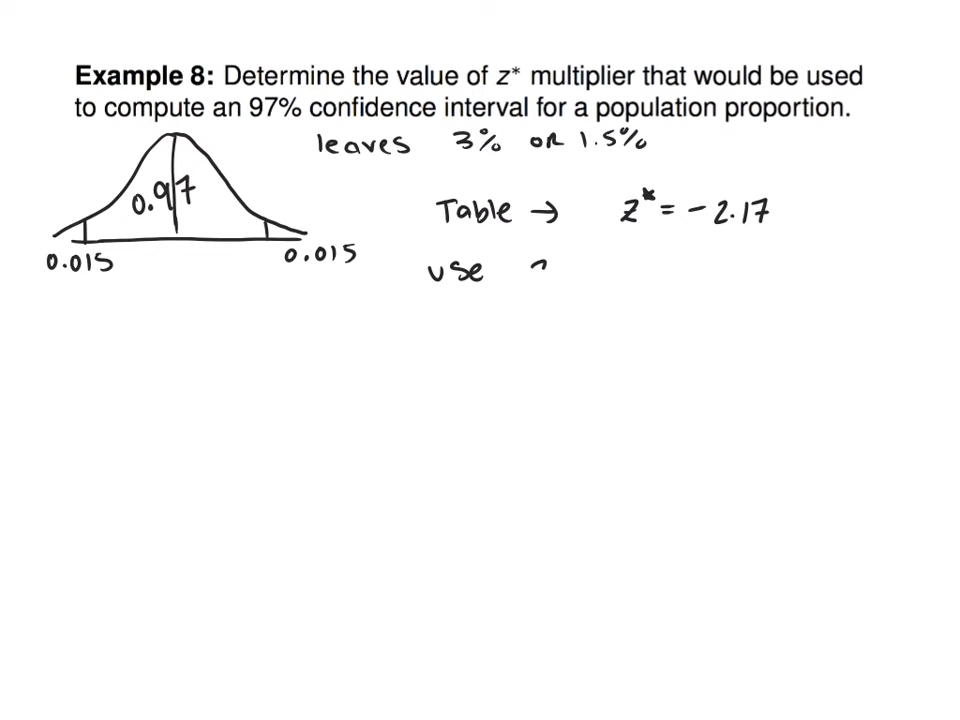 Example 8: Determine the value of z* multiplier that would be used
to compute an 97% confidence interval for a population proportion.
leaves 3% or 1.5%
0.97
Table → z* = -2.17
0.015 0.015
use